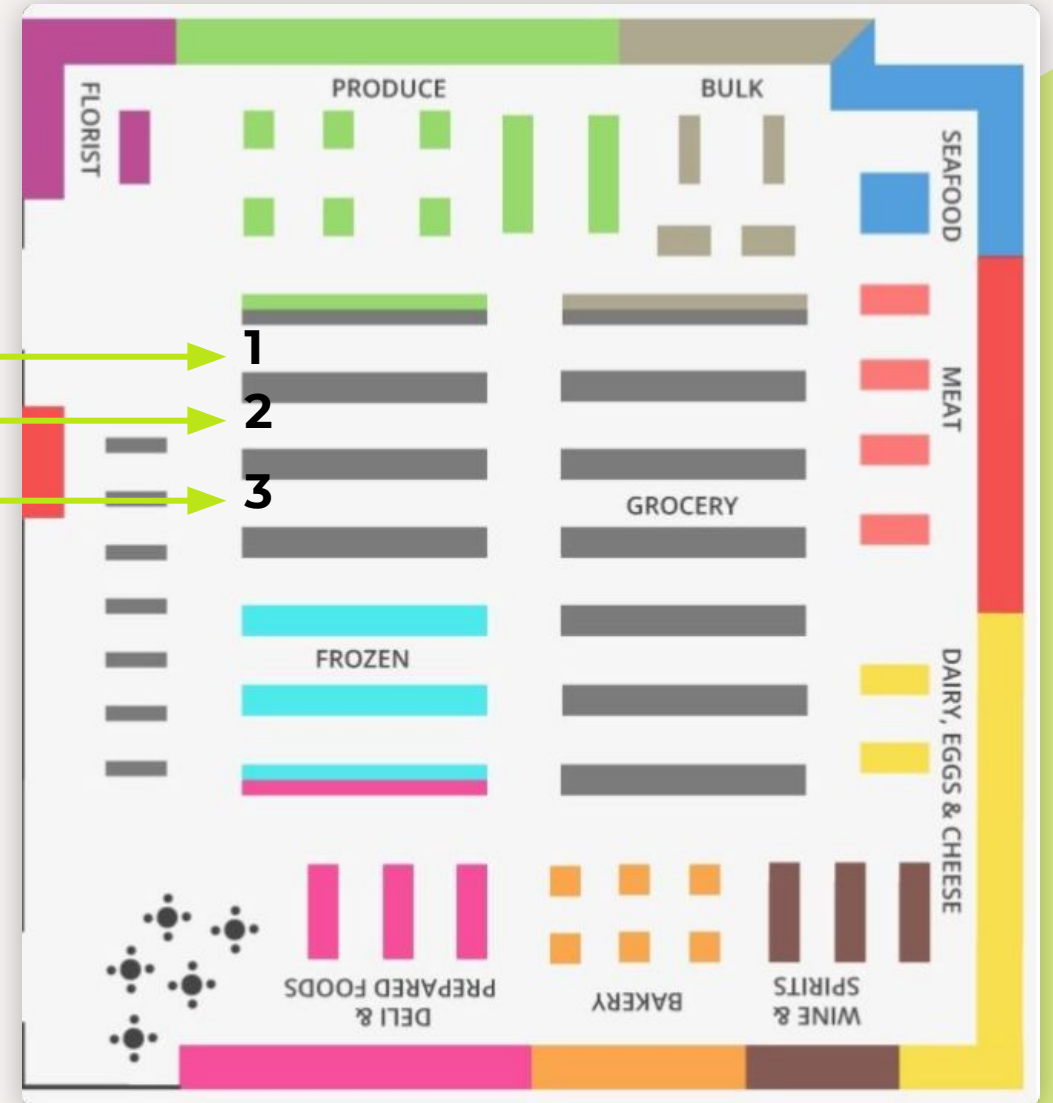 PRODUCE
BULK
FLORIST
SEAFOOD
1
2
3
MEAT
GROCERY
FROZEN
DAIRY, EGGS & CHEESE
DELI &
PREPARED FOODS
BAKERY
WINE &
SPIRITS